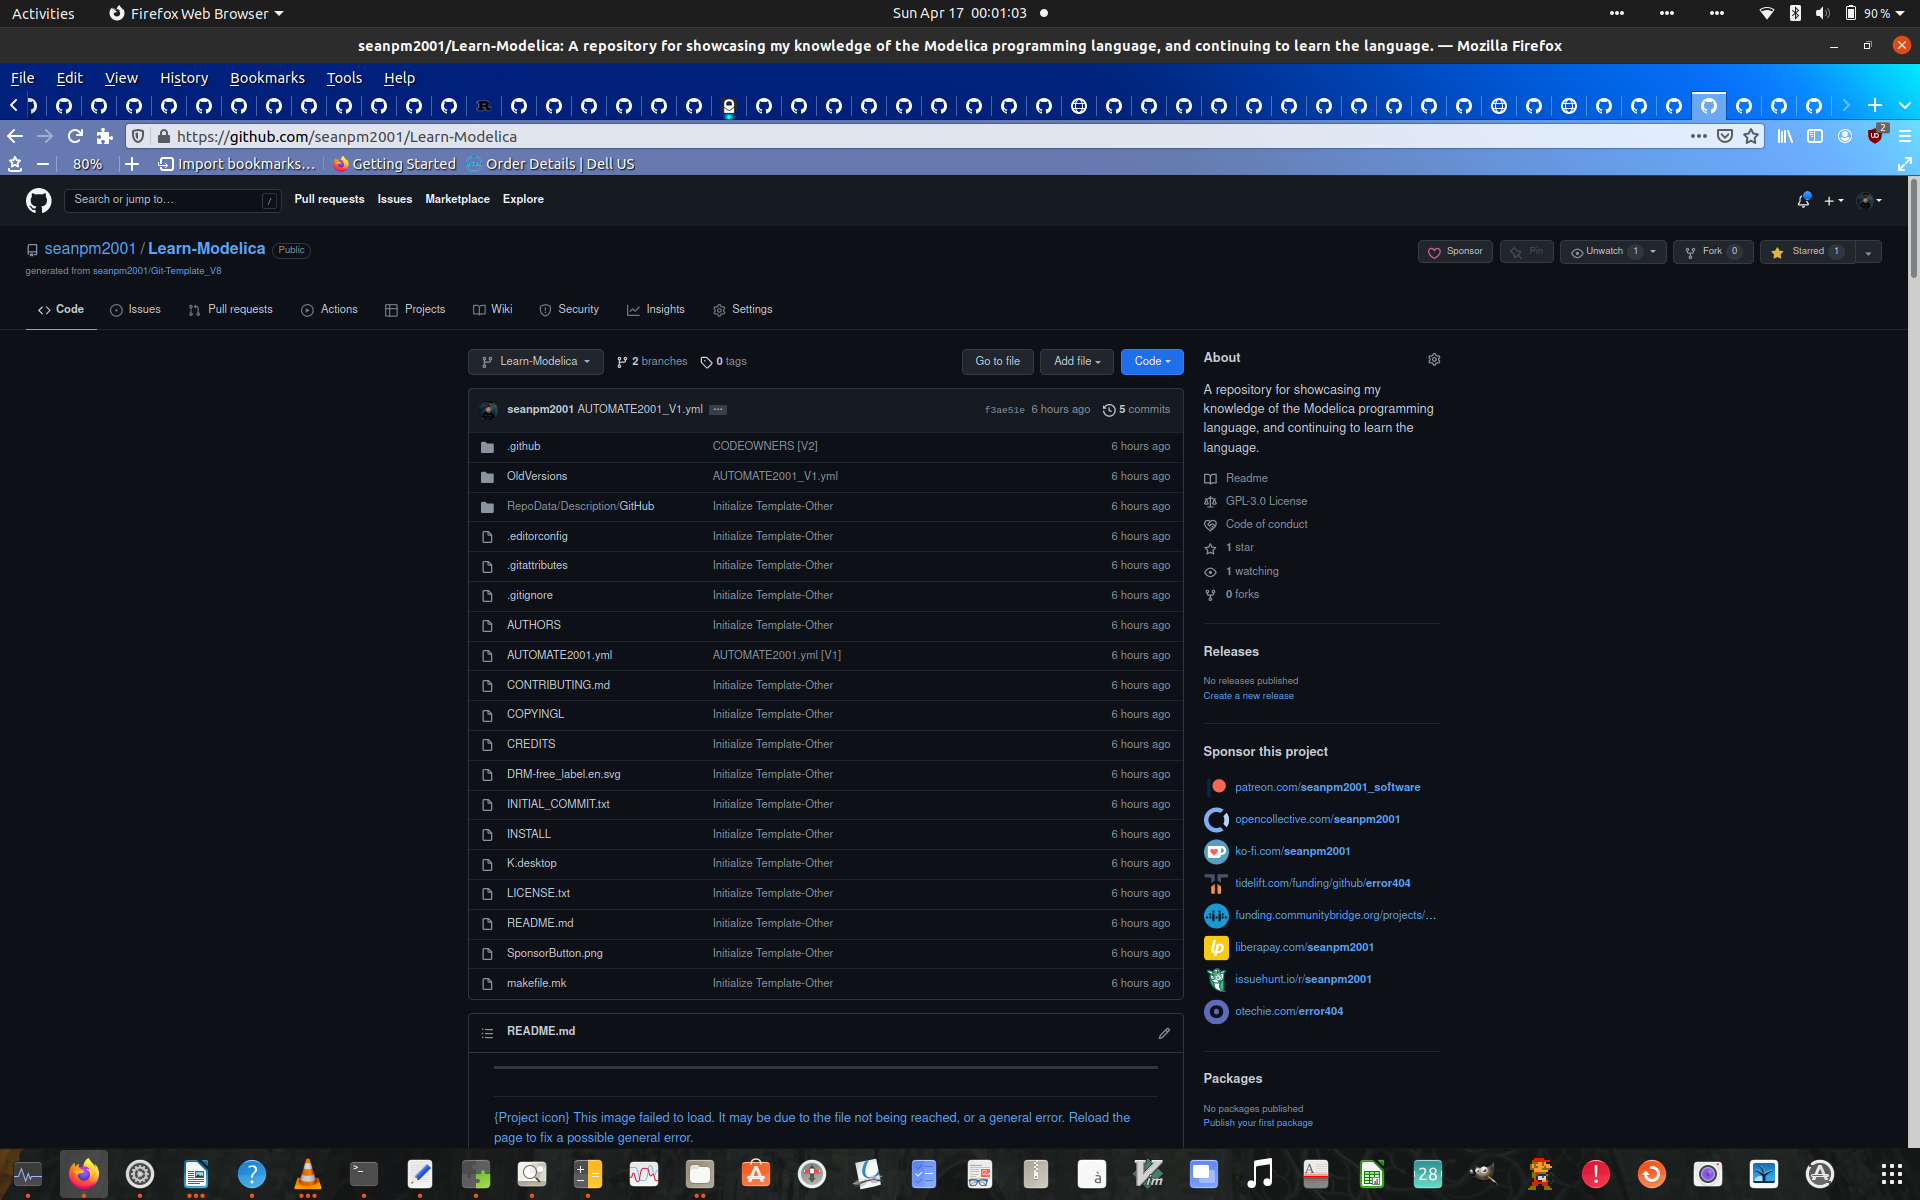 Activities Firefox Web Browser Sun Apr 17 00:01:03 90 %
seanpm2001/Learn-Modelica: A repository for showcasing my knowledge of the Modelica programming language, and continuing to learn the language. — Mozilla Firefox
File Edit View History Bookmarks Tools Help
https://github.com/seanpm2001/Learn-Modelica 2
80% Import bookmarks... Getting Started Order Details | Dell US
Search or jump to... / Pull requests Issues Marketplace Explore
seanpm2001 / Learn-Modelica Public Sponsor Pin Unwatch 1 Fork 0 Starred 1
generated from seanpm2001/Git-Template_V8
Code Issues Pull requests Actions Projects Wiki Security Insights Settings
Learn-Modelica 2 branches 0 tags Go to file Add file Code
seanpm2001 AUTOMATE2001_V1.yml ... f3ae51e 6 hours ago 5 commits
.github CODEOWNERS [V2] 6 hours ago
OldVersions AUTOMATE2001_V1.yml 6 hours ago
RepoData/Description/GitHub Initialize Template-Other 6 hours ago
.editorconfig Initialize Template-Other 6 hours ago
.gitattributes Initialize Template-Other 6 hours ago
.gitignore Initialize Template-Other 6 hours ago
AUTHORS Initialize Template-Other 6 hours ago
AUTOMATE2001.yml AUTOMATE2001.yml [V1] 6 hours ago
CONTRIBUTING.md Initialize Template-Other 6 hours ago
COPYINGL Initialize Template-Other 6 hours ago
CREDITS Initialize Template-Other 6 hours ago
DRM-free_label.en.svg Initialize Template-Other 6 hours ago
INITIAL_COMMIT.txt Initialize Template-Other 6 hours ago
INSTALL Initialize Template-Other 6 hours ago
K.desktop Initialize Template-Other 6 hours ago
LICENSE.txt Initialize Template-Other 6 hours ago
README.md Initialize Template-Other 6 hours ago
SponsorButton.png Initialize Template-Other 6 hours ago
makefile.mk Initialize Template-Other 6 hours ago
README.md
{Project icon} This image failed to load. It may be due to the file not being reached, or a general error. Reload the
page to fix a possible general error.
About
A repository for showcasing my
knowledge of the Modelica programming
language, and continuing to learn the
language.
Readme
GPL-3.0 License
Code of conduct
1 star
1 watching
0 forks
Releases
No releases published
Create a new release
Sponsor this project
patreon.com/seanpm2001_software
opencollective.com/seanpm2001
ko-fi.com/seanpm2001
tidelift.com/funding/github/error404
funding.communitybridge.org/projects/...
liberapay.com/seanpm2001
issuehunt.io/r/seanpm2001
otechie.com/error404
Packages
No packages published
Publish your first package
28